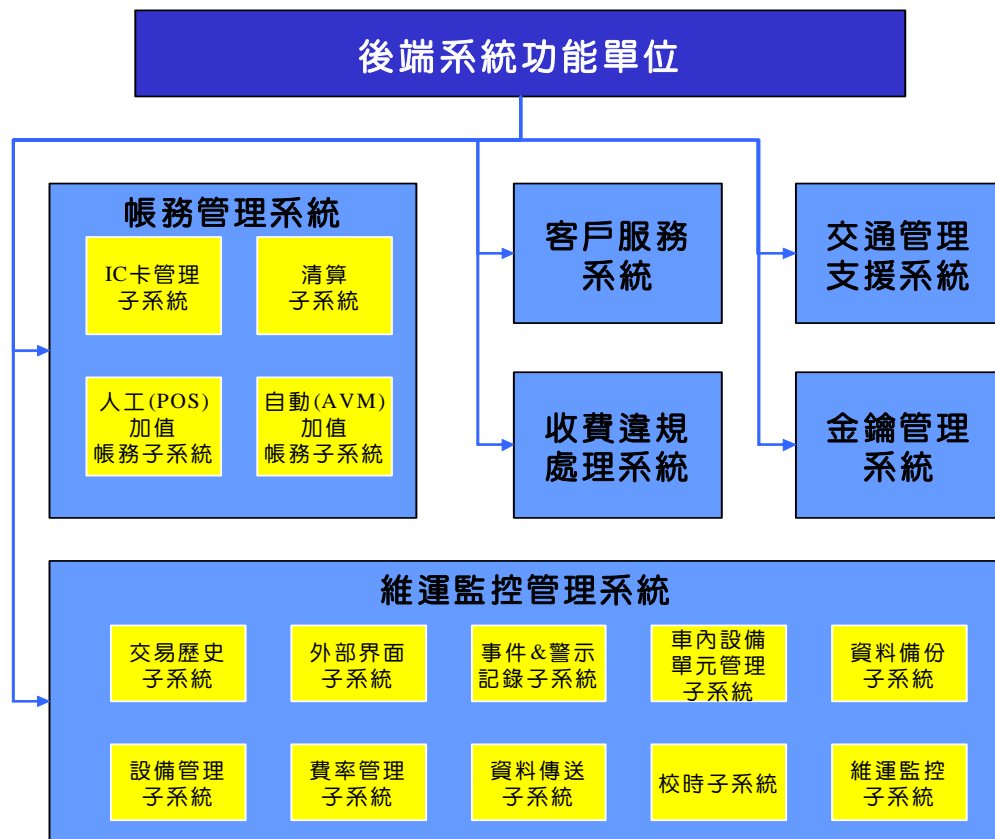 後端系統功能單位
帳務管理系統
IC卡管理
子系統
清算
子系統
人工(POS)
加值
帳務子系統
自動(AVM)
加值
帳務子系統
客戶服務
系統
交通管理
支援系統
收費違規
處理系統
金鑰管理
系統
維運監控管理系統
交易歷史
子系統
外部界面
子系統
事件&警示
記錄子系統
車內設備
單元管理
子系統
資料備份
子系統
設備管理
子系統
費率管理
子系統
資料傳送
子系統
校時子系統
維運監控
子系統